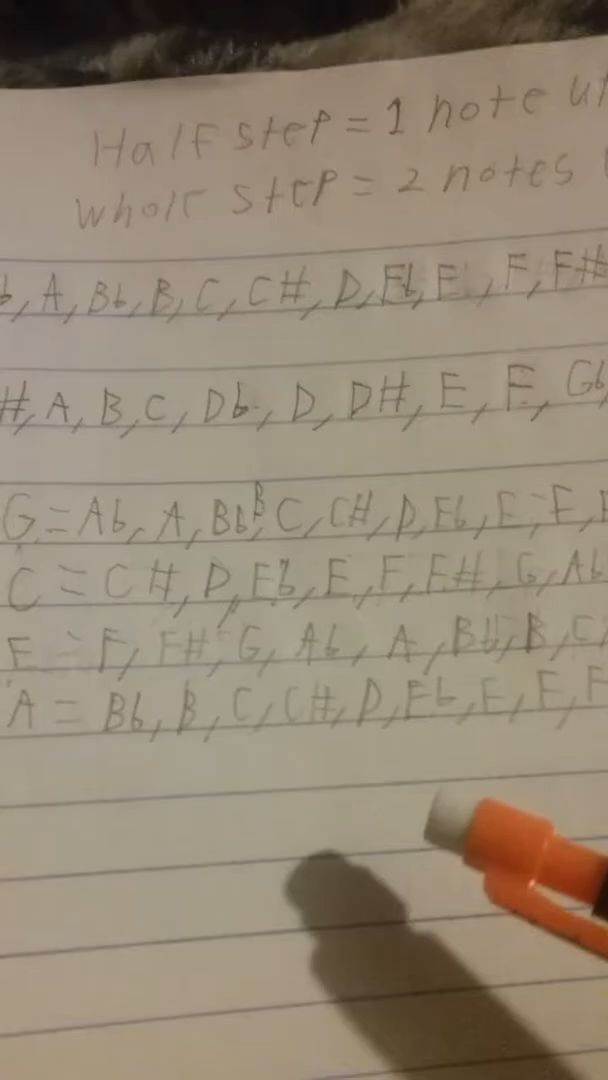 Half step = 1 note up
Whole step = 2 notes
b, A, Bb, B, C, C#, D, Eb, E, F, F#
#, A, B, C, Db, D, D#, E, F, Gb,
G = Ab, A, Bb, B, C, C#, D, Eb, E, F,
C = C#, D, Eb, E, F, F#, G, Ab
E = F, F#, G, Ab, A, Bb, B, C,
A = Bb, B, C, C#, D, Eb, E, F, F